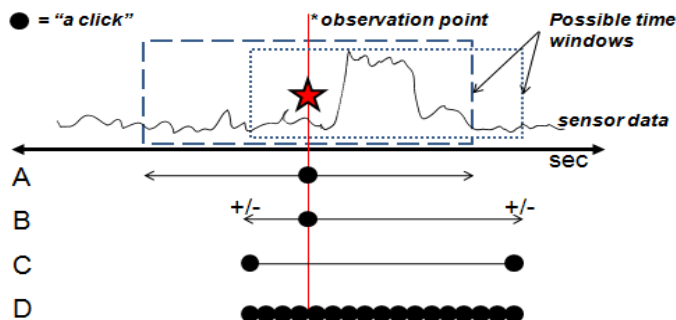 = "a click"
* observation point
Possible time
windows
sensor data
sec
A
B
+/-
+/-
C
D